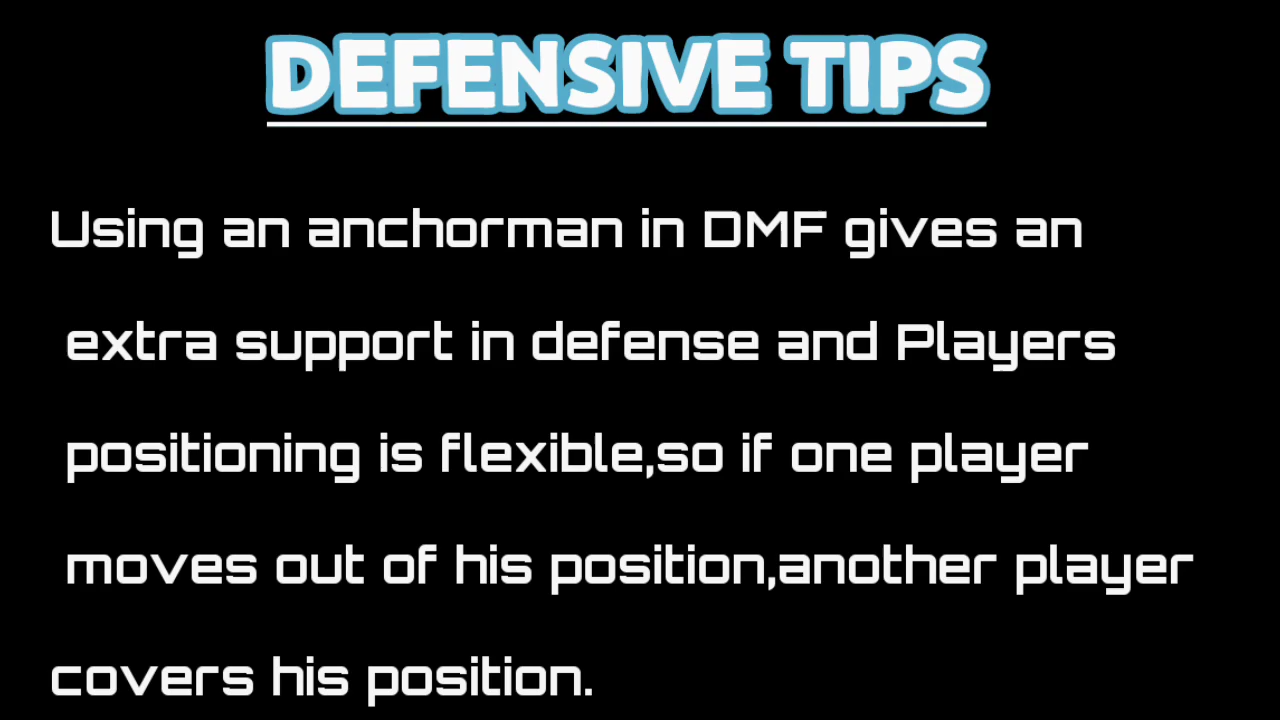 DEFENSIVE TIPS
Using an anchorman in DMF gives an
extra support in defense and Players
positioning is flexible,so if one player
moves out of his position,another player
covers his position.